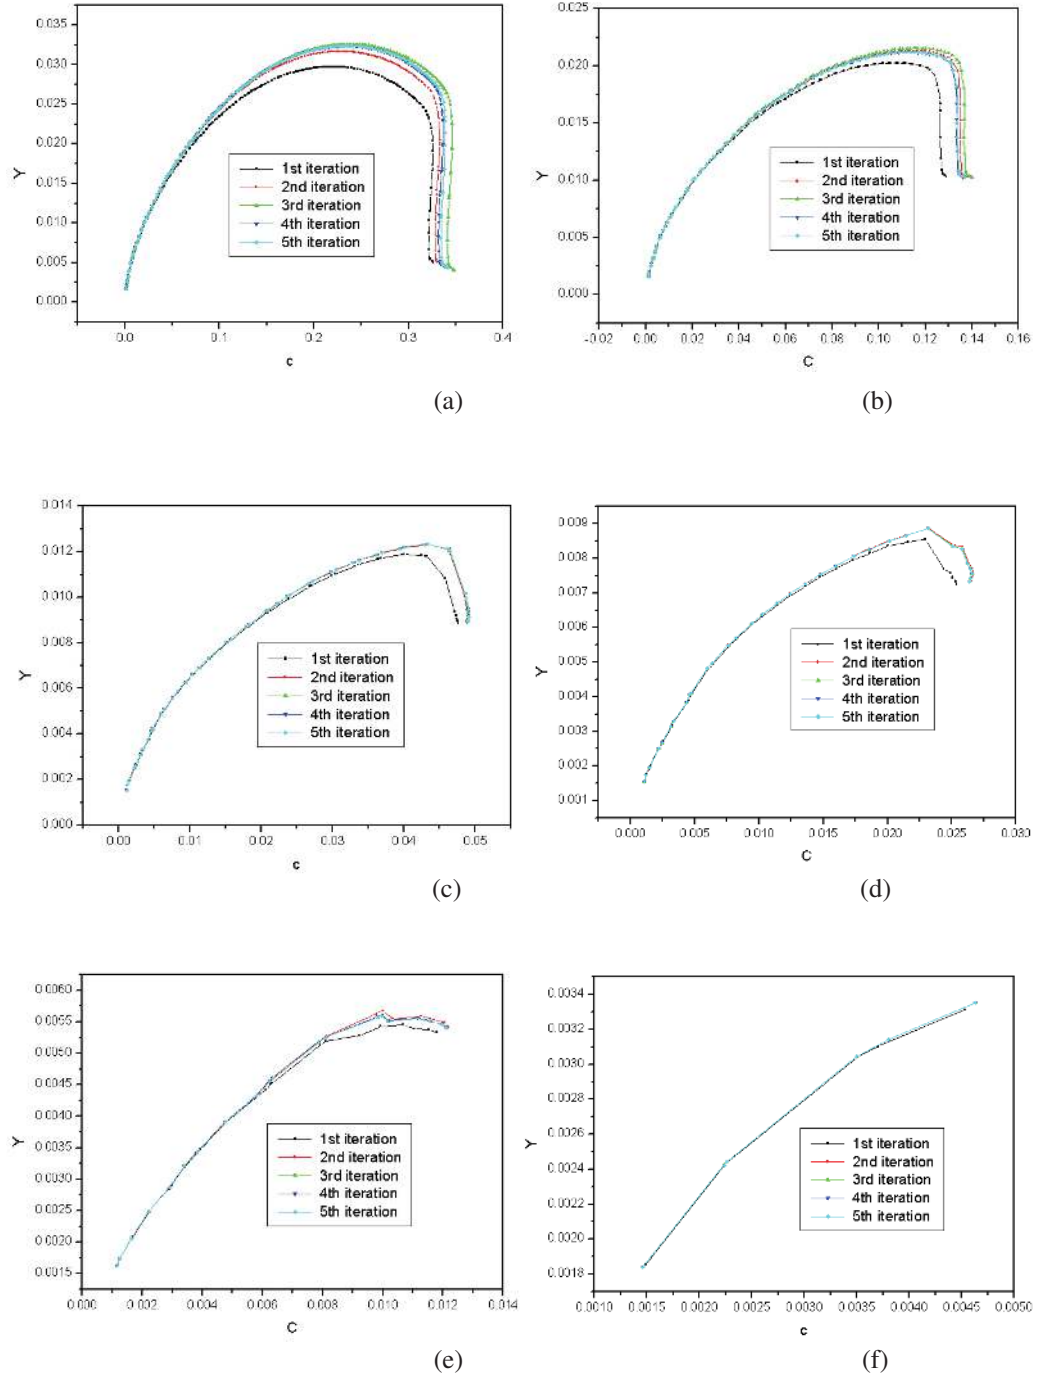 0.035
0.030
0.025
0.020
0.015
0.010
0.005
0.000
Y
1st iteration
2nd iteration
3rd iteration
4th iteration
5th iteration
0.0 0.1 0.2 0.3 0.4
c
(a)
0.025
0.020
0.015
0.010
0.005
0.000
Y
1st iteration
2nd iteration
3rd iteration
4th iteration
5th iteration
-0.02 0.00 0.02 0.04 0.06 0.08 0.10 0.12 0.14 0.16
C
(b)
0.014
0.012
0.010
0.008
0.006
0.004
0.002
0.000
Y
1st iteration
2nd iteration
3rd iteration
4th iteration
5th iteration
0.00 0.01 0.02 0.03 0.04 0.05
c
(c)
0.009
0.008
0.007
0.006
0.005
0.004
0.003
0.002
0.001
Y
1st iteration
2nd iteration
3rd iteration
4th iteration
5th iteration
0.000 0.005 0.010 0.015 0.020 0.025 0.030
C
(d)
0.0060
0.0055
0.0050
0.0045
0.0040
0.0035
0.0030
0.0025
0.0020
0.0015
Y
1st iteration
2nd iteration
3rd iteration
4th iteration
5th iteration
0.000 0.002 0.004 0.006 0.008 0.010 0.012 0.014
C
(e)
0.0034
0.0032
0.0030
0.0028
0.0026
0.0024
0.0022
0.0020
0.0018
Y
1st iteration
2nd iteration
3rd iteration
4th iteration
5th iteration
0.0010 0.0015 0.0020 0.0025 0.0030 0.0035 0.0040 0.0045 0.0050
c
(f)